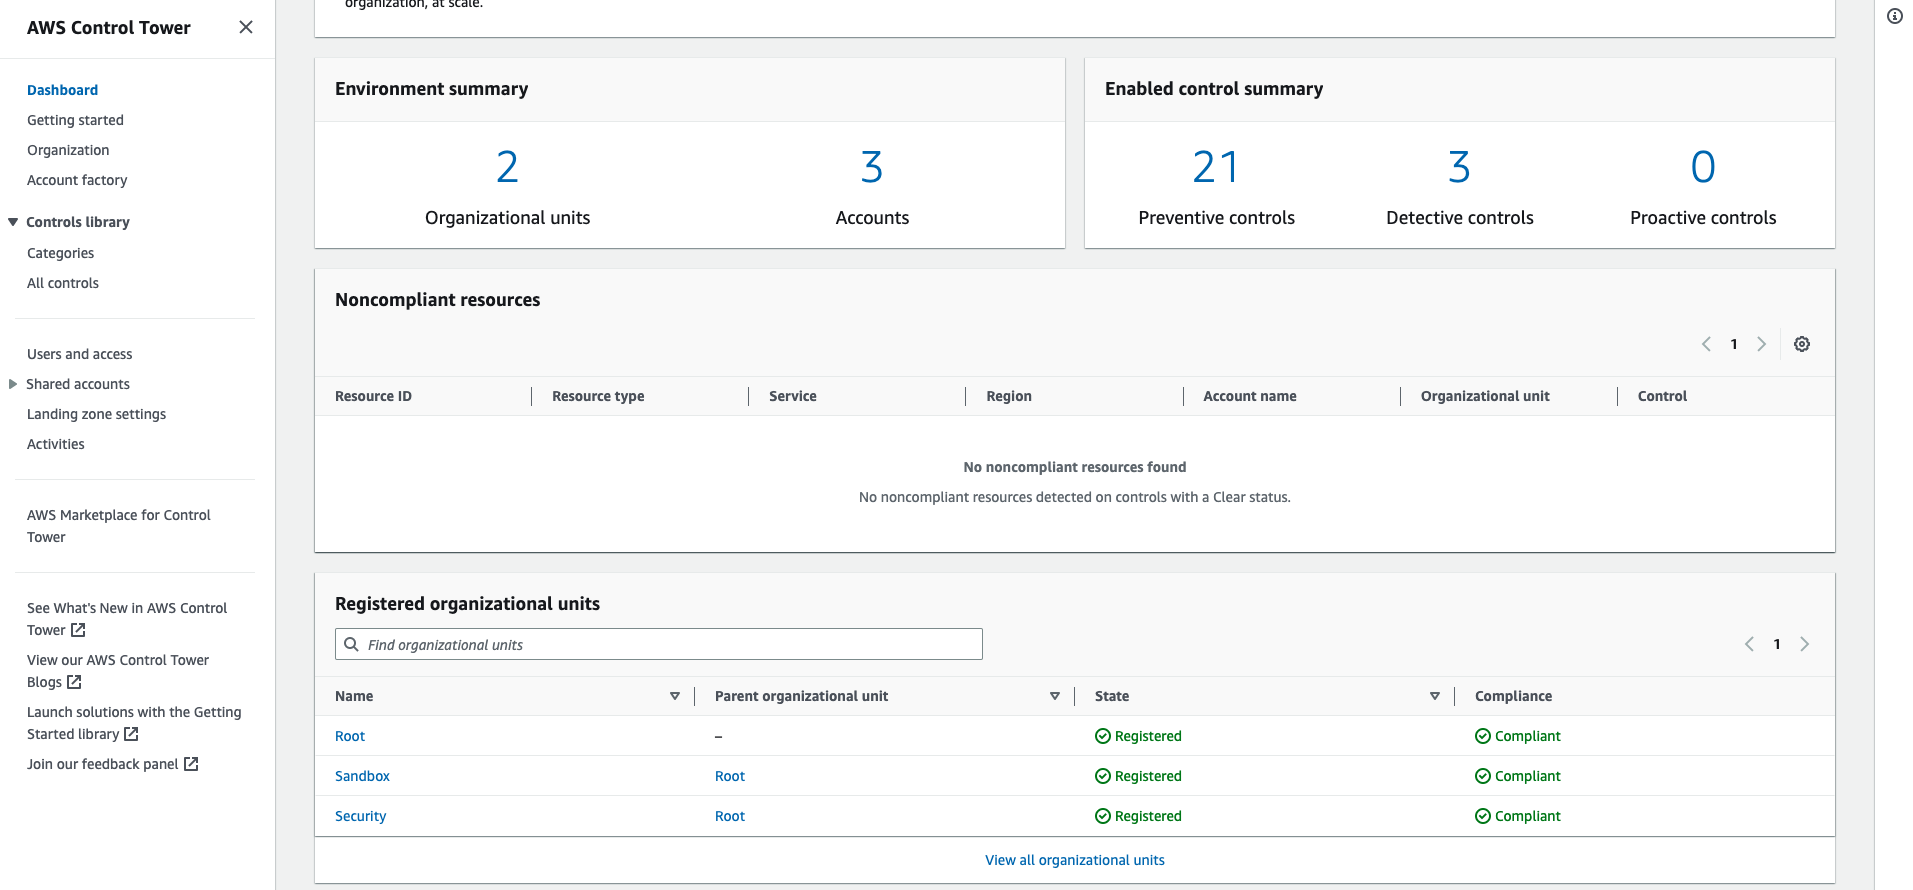 AWS Control Tower
Dashboard
Getting started
Organization
Account factory
Controls library
Categories
All controls
Users and access
Shared accounts
Landing zone settings
Activities
AWS Marketplace for Control
Tower
See What's New in AWS Control
Tower
View our AWS Control Tower
Blogs
Launch solutions with the Getting
Started library
Join our feedback panel
organization, at scale.
Environment summary
2
Organizational units
3
Accounts
Enabled control summary
21
Preventive controls
3
Detective controls
0
Proactive controls
Noncompliant resources
1
Resource ID
Resource type
Service
Region
Account name
Organizational unit
Control
No noncompliant resources found
No noncompliant resources detected on controls with a Clear status.
Registered organizational units
Find organizational units
1
Name
Parent organizational unit
State
Compliance
Root
–
Registered
Compliant
Sandbox
Root
Registered
Compliant
Security
Root
Registered
Compliant
View all organizational units